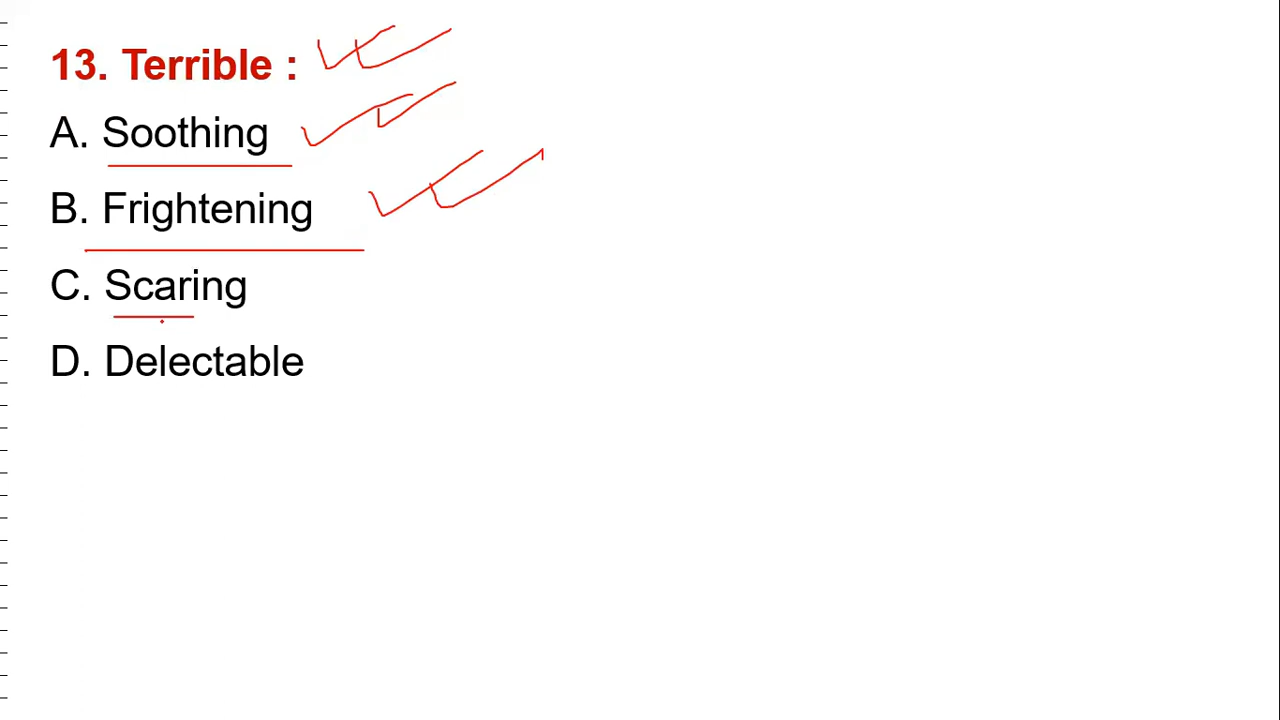 13. Terrible :
A. Soothing
B. Frightening
C. Scaring
D. Delectable